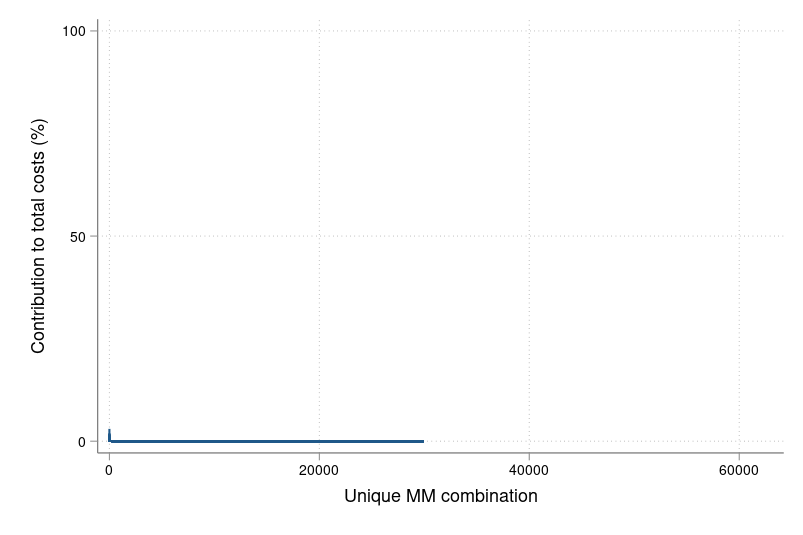 100
50
0
Contribution to total costs (%)
0 20000 40000 60000
Unique MM combination